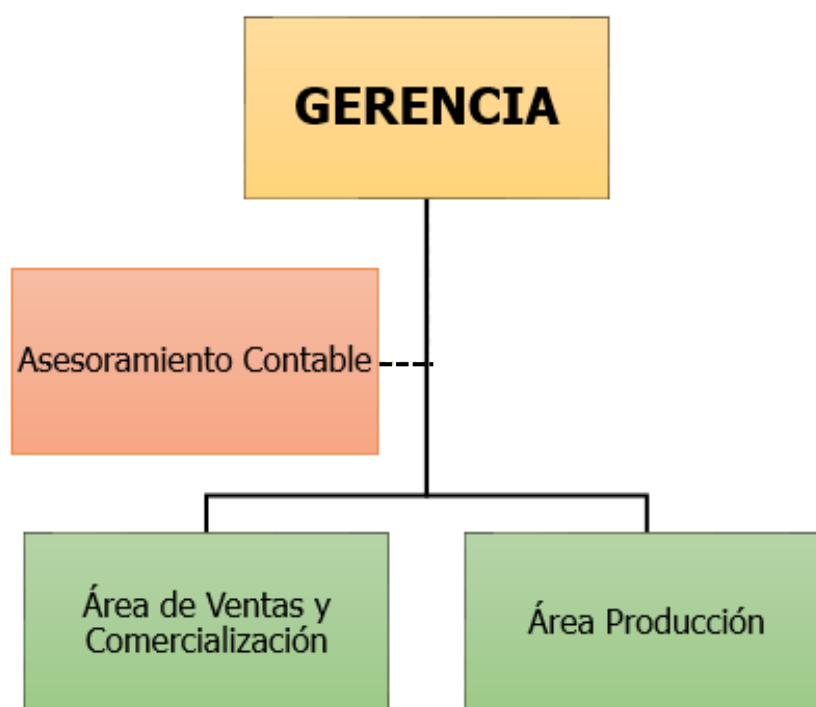 GERENCIA
Asesoramiento Contable
Área de Ventas y
Comercialización
Área Producción